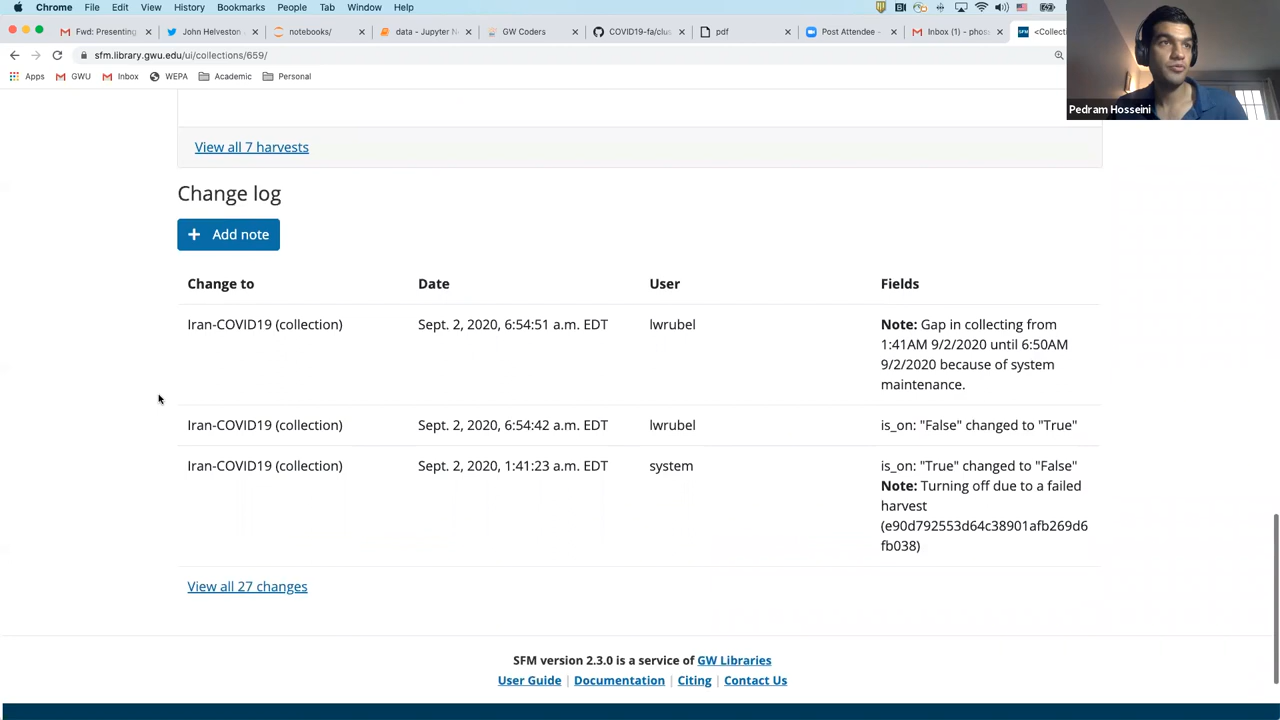 Chrome File Edit View History Bookmarks People Tab Window Help
Fwd: Presenting
John Helveston
notebooks/
data - Jupyter N
GW Coders
COVID19-fa/clus
pdf
Post Attendee -
Inbox (1) - phoss
<Collecti
sfm.library.gwu.edu/ui/collections/659/
Apps GWU Inbox WEPA Academic Personal
Pedram Hosseini
View all 7 harvests
Change log
+ Add note
Change to Date User Fields
Iran-COVID19 (collection) Sept. 2, 2020, 6:54:51 a.m. EDT lwrubel Note: Gap in collecting from
1:41AM 9/2/2020 until 6:50AM
9/2/2020 because of system
maintenance.
Iran-COVID19 (collection) Sept. 2, 2020, 6:54:42 a.m. EDT lwrubel is_on: "False" changed to "True"
Iran-COVID19 (collection) Sept. 2, 2020, 1:41:23 a.m. EDT system is_on: "True" changed to "False"
Note: Turning off due to a failed
harvest
(e90d792553d64c38901afb269d6
fb038)
View all 27 changes
SFM version 2.3.0 is a service of GW Libraries
User Guide | Documentation | Citing | Contact Us